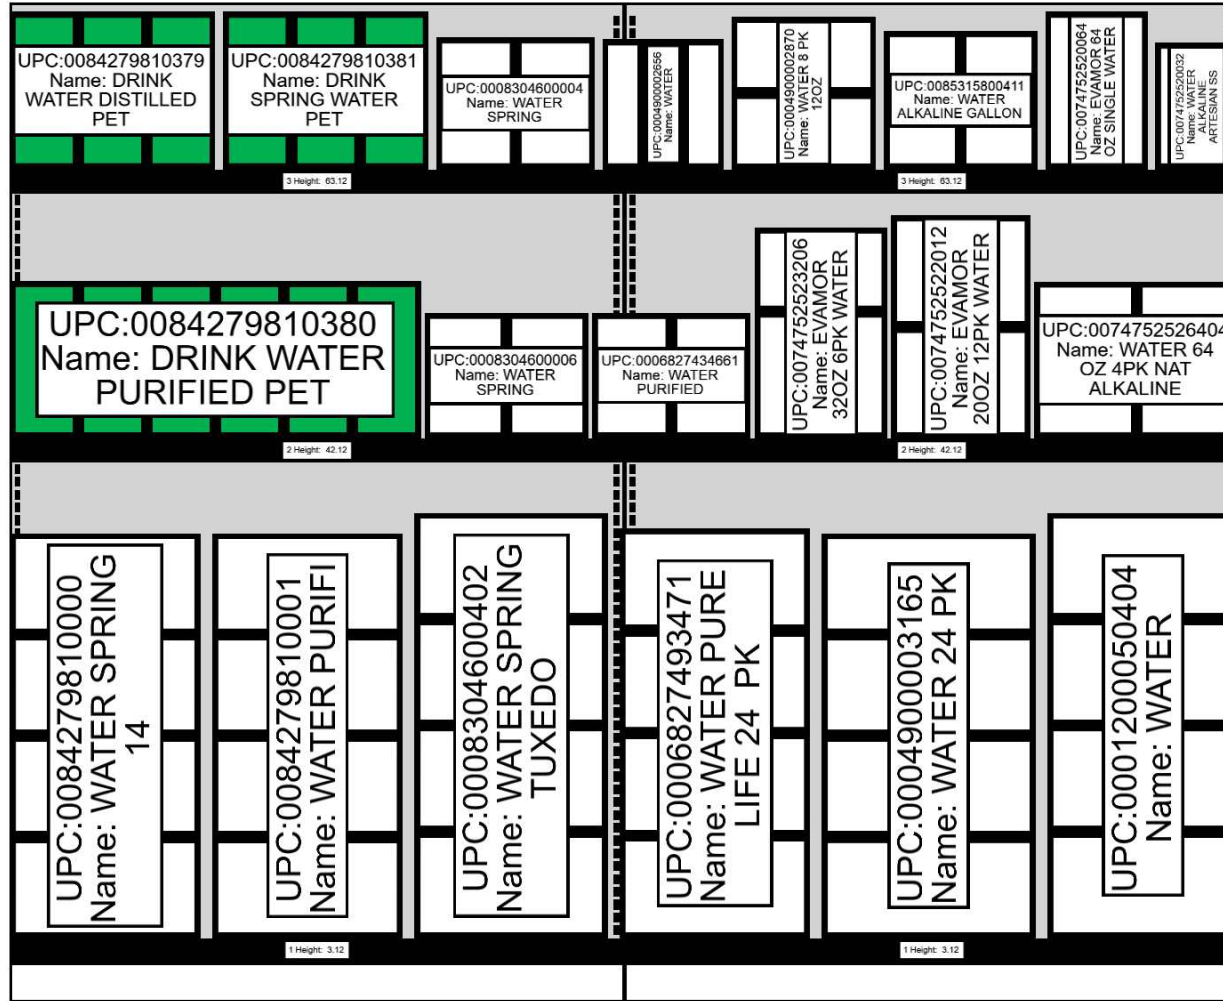 UPC:0084279810379
Name: DRINK
WATER DISTILLED
PET
UPC:0084279810381
Name: DRINK
SPRING WATER
PET
UPC:0008304600004
Name: WATER
SPRING
UPC:0004900002656
Name: WATER
UPC:0004900002870
Name: WATER 8 PK
12OZ
UPC:0085315800411
Name: WATER
ALKALINE GALLON
UPC:0074752520064
Name: EVAMOR 64
OZ SINGLE WATER
UPC:0074752520032
Name: WATER
ALKALINE
ARTESIAN SS
3 Height: 63.12
3 Height: 63.12
UPC:0084279810380
Name: DRINK WATER
PURIFIED PET
UPC:0008304600006
Name: WATER
SPRING
UPC:0006827434661
Name: WATER
PURIFIED
UPC:0074752523206
Name: EVAMOR
32OZ 6PK WATER
UPC:0074752522012
Name: EVAMOR
20OZ 12PK WATER
UPC:0074752526404
Name: WATER 64
OZ 4PK NAT
ALKALINE
2 Height: 42.12
2 Height: 42.12
UPC:0084279810000
Name: WATER SPRING
14
UPC:0084279810001
Name: WATER PURIFI
UPC:0008304600402
Name: WATER SPRING
TUXEDO
UPC:0006827493471
Name: WATER PURE
LIFE 24 PK
UPC:0004900003165
Name: WATER 24 PK
UPC:0001200050404
Name: WATER
1 Height: 3.12
1 Height: 3.12